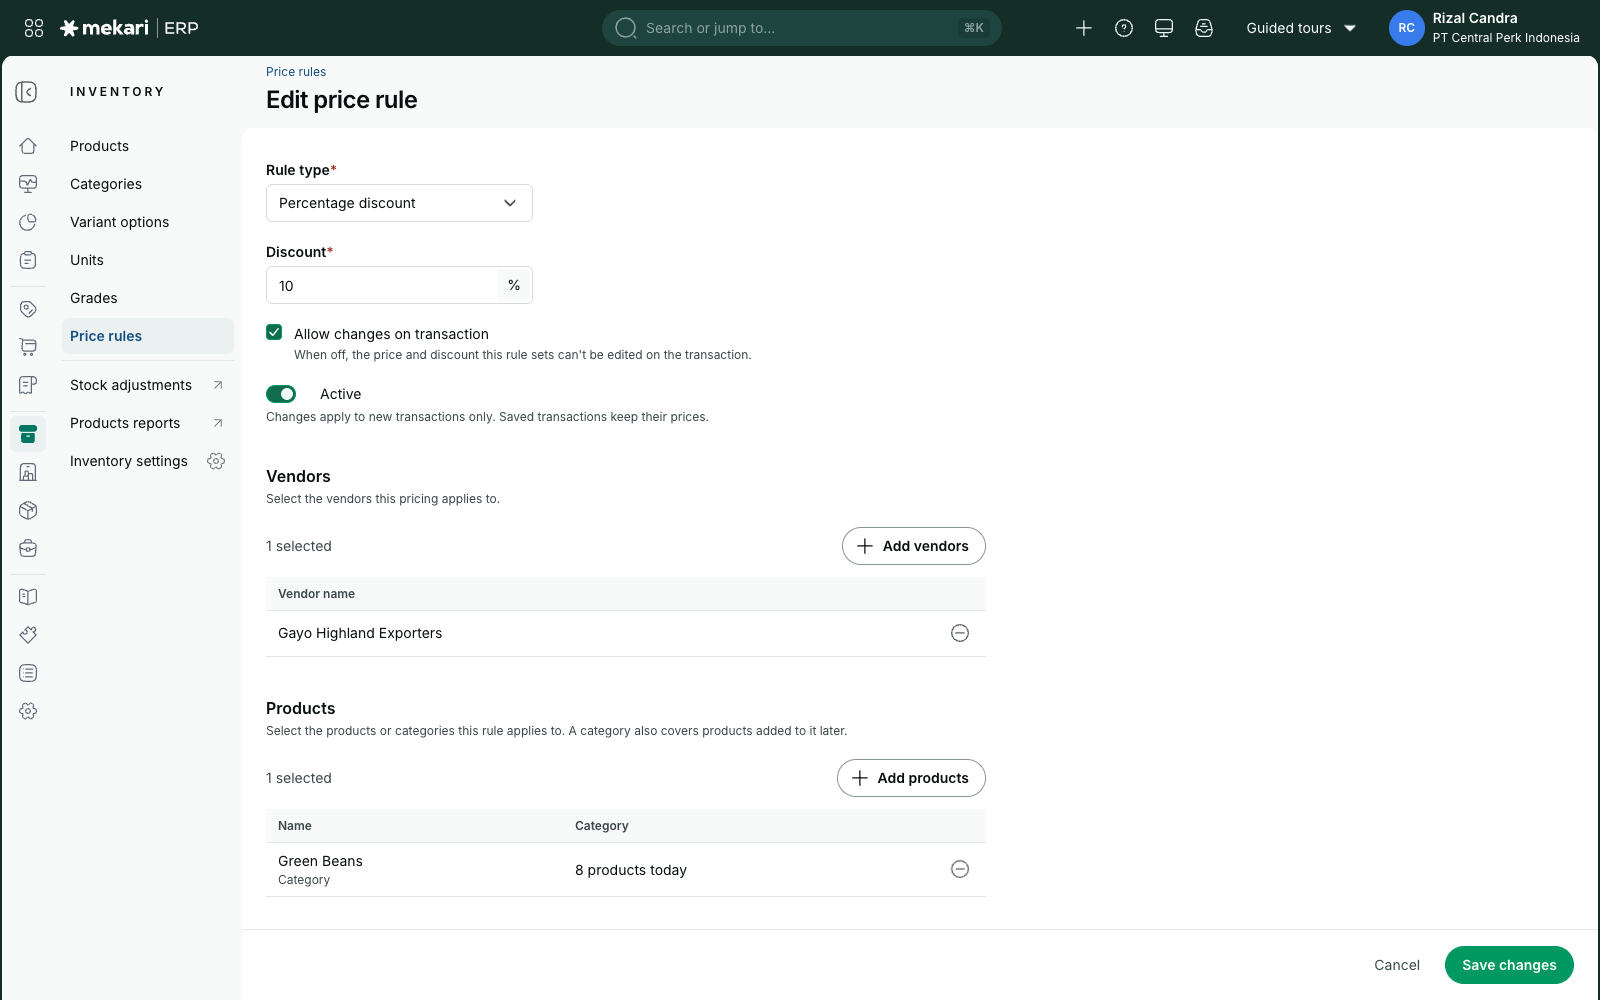 mekari ERP
Search or jump to...
⌘K
Guided tours
RC
Rizal Candra
PT Central Perk Indonesia
INVENTORY
Products
Categories
Variant options
Units
Grades
Price rules
Stock adjustments
Products reports
Inventory settings
Price rules
Edit price rule
Rule type*
Percentage discount
Discount*
10
%
Allow changes on transaction
When off, the price and discount this rule sets can't be edited on the transaction.
Active
Changes apply to new transactions only. Saved transactions keep their prices.
Vendors
Select the vendors this pricing applies to.
1 selected
Add vendors
Vendor name
Gayo Highland Exporters
Products
Select the products or categories this rule applies to. A category also covers products added to it later.
1 selected
Add products
Name Category
Green Beans
Category
8 products today
Cancel
Save changes